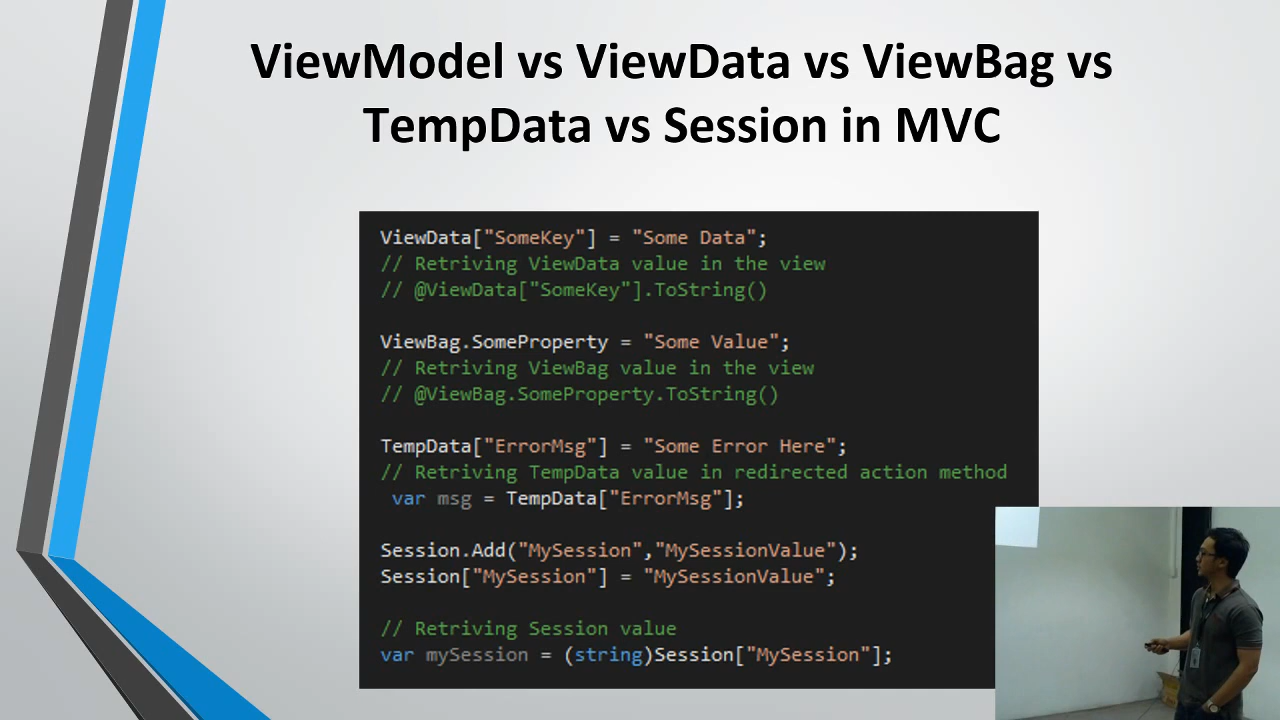 ViewModel vs ViewData vs ViewBag vs
TempData vs Session in MVC
ViewData["SomeKey"] = "Some Data";
// Retriving ViewData value in the view
// @ViewData["SomeKey"].ToString()
ViewBag.SomeProperty = "Some Value";
// Retriving ViewBag value in the view
// @ViewBag.SomeProperty.ToString()
TempData["ErrorMsg"] = "Some Error Here";
// Retriving TempData value in redirected action method
var msg = TempData["ErrorMsg"];
Session.Add("MySession","MySessionValue");
Session["MySession"] = "MySessionValue";
// Retriving Session value
var mySession = (string)Session["MySession"];